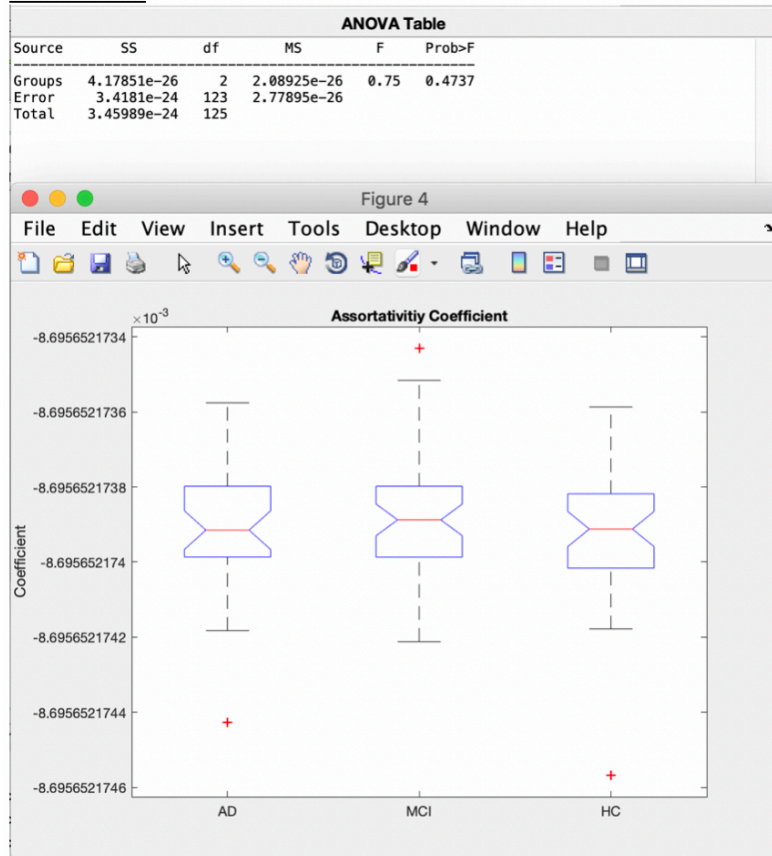 ANOVA Table
Source SS df MS F Prob>F
Groups 4.17851e-26 2 2.08925e-26 0.75 0.4737
Error 3.4181e-24 123 2.77895e-26
Total 3.45989e-24 125
Figure 4
File Edit View Insert Tools Desktop Window Help
×10⁻³
Assortativitiy Coefficient
-8.6956521734
-8.6956521736
-8.6956521738
-8.695652174
-8.6956521742
-8.6956521744
-8.6956521746
Coefficient
AD MCI HC